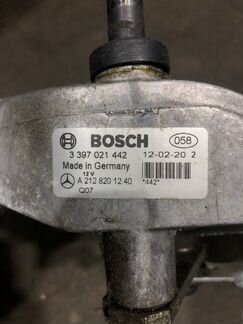 BOSCH 058
3 397 021 442 12-02-20 2
Made in Germany
12 V
A 212 820 12 40 *442*
Q07